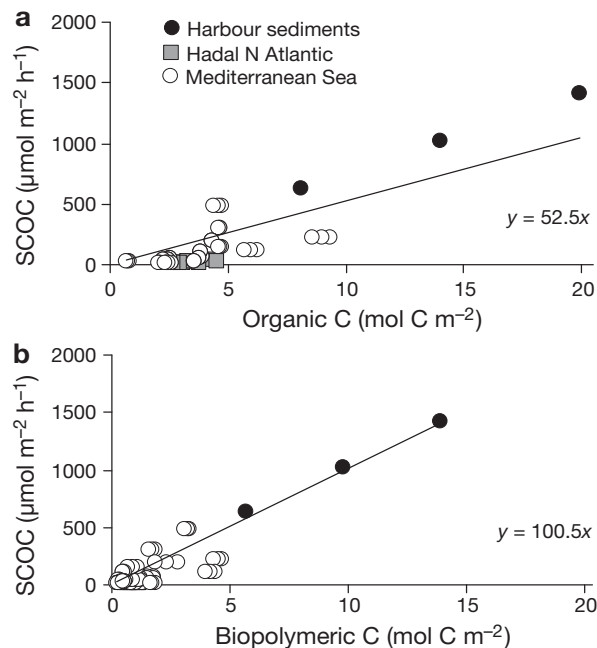 a
2000
1500
1000
500
0
SCOC (µmol m⁻² h⁻¹)
Harbour sediments
Hadal N Atlantic
Mediterranean Sea
y = 52.5x
0 5 10 15 20
Organic C (mol C m⁻²)
b
2000
1500
1000
500
0
SCOC (µmol m⁻² h⁻¹)
y = 100.5x
0 5 10 15 20
Biopolymeric C (mol C m⁻²)